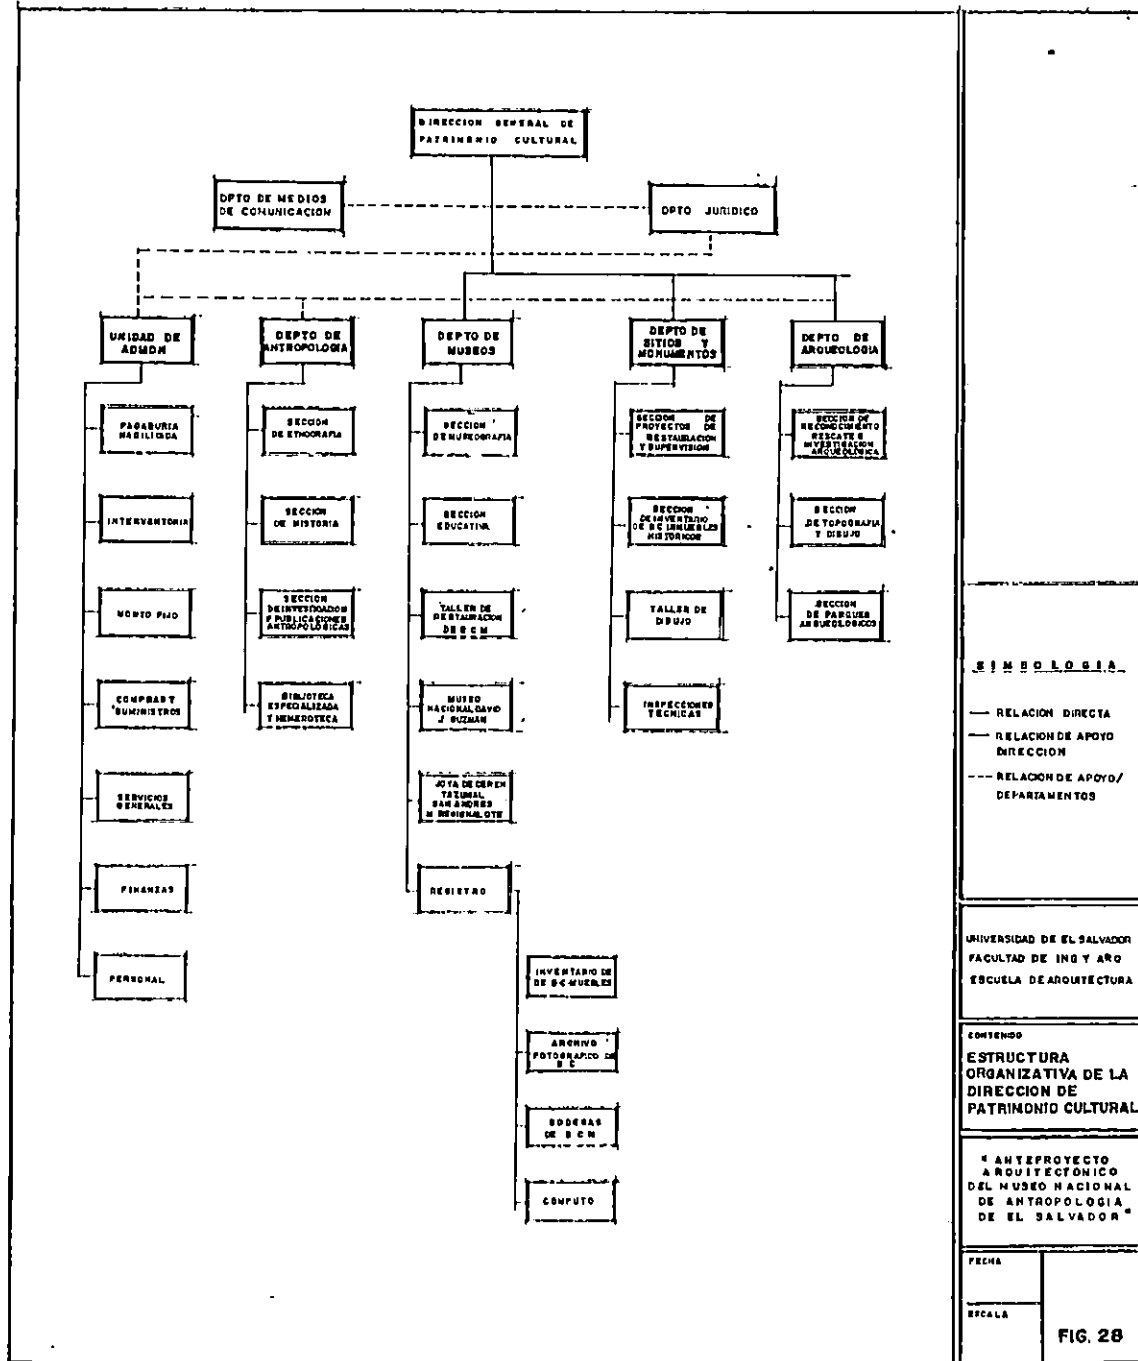 DIRECCION GENERAL DE
PATRIMONIO CULTURAL
DPTO DE MEDIOS
DE COMUNICACION
DPTO JURIDICO
UNIDAD DE
ADMON
DEPTO DE
ANTROPOLOGIA
DEPTO DE
MUSEOS
DEPTO DE
SITIOS Y
MONUMENTOS
DEPTO DE
ARQUEOLOGIA
PAGADURIA
HABILITADA
INTERVENTORIA
MONTO FIJO
COMPRAS Y
SUMINISTROS
SERVICIOS
GENERALES
FINANZAS
PERSONAL
SECCION
DE ETNOGRAFIA
SECCION
DE HISTORIA
SECCION
DE INVESTIGACION
Y PUBLICACIONES
ANTROPOLOGICAS
BIBLIOTECA
ESPECIALIZADA
Y HEMEROTECA
SECCION
DE MUSEOGRAFIA
SECCION
EDUCATIVA
TALLER DE
RESTAURACION
DE B C M
MUSEO
NACIONAL DAVID
J GUZMAN
JOYA DE CEREN
TAZUMAL
SAN ANDRES
M REGIONAL OTE
REGISTRO
INVENTARIO DE
DE B C MUEBLES
ARCHIVO
FOTOGRAFICO DE
B C
BODEGAS
DE B C M
COMPUTO
SECCION DE
PROYECTOS DE
RESTAURACION
Y SUPERVISION
SECCION
DE INVENTARIO
DE B C INMUEBLES
HISTORICOS
TALLER DE
DIBUJO
INSPECCIONES
TECNICAS
SECCION DE
RECONOCIMIENTO
RESCATE E
INVESTIGACION
ARQUEOLOGICA
SECCION
DE TOPOGRAFIA
Y DIBUJO
SECCION
DE PARQUES
ARQUEOLOGICOS
SIMBOLOGIA
RELACION DIRECTA
RELACION DE APOYO
DIRECCION
RELACION DE APOYO/
DEPARTAMENTOS
UNIVERSIDAD DE EL SALVADOR
FACULTAD DE ING Y ARQ
ESCUELA DE ARQUITECTURA
CONTENIDO
ESTRUCTURA
ORGANIZATIVA DE LA
DIRECCION DE
PATRIMONIO CULTURAL
" ANTEPROYECTO
ARQUITECTONICO
DEL MUSEO NACIONAL
DE ANTROPOLOGIA
DE EL SALVADOR "
FECHA
ESCALA
FIG. 28